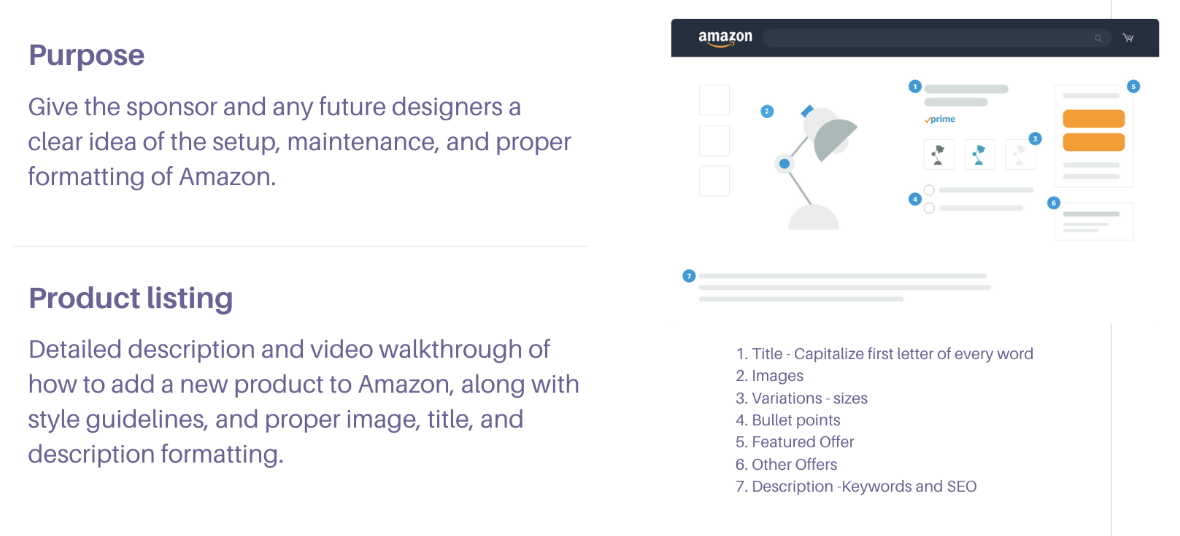 Purpose
Give the sponsor and any future designers a
clear idea of the setup, maintenance, and proper
formatting of Amazon.
Product listing
Detailed description and video walkthrough of
how to add a new product to Amazon, along with
style guidelines, and proper image, title, and
description formatting.
amazon
1
5
2
prime
3
4
6
7
1. Title - Capitalize first letter of every word
2. Images
3. Variations - sizes
4. Bullet points
5. Featured Offer
6. Other Offers
7. Description -Keywords and SEO